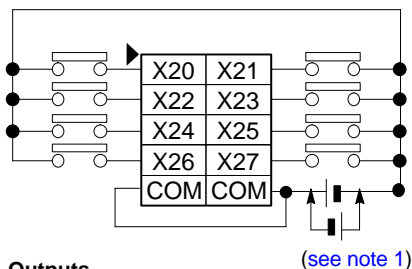 X20 X21
X22 X23
X24 X25
X26 X27
COM COM
(see note 1)
Outputs